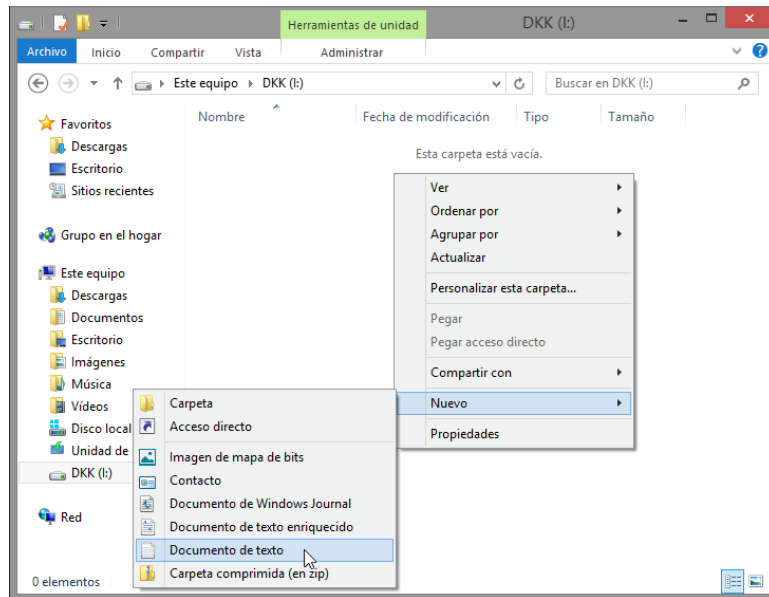 Herramientas de unidad
DKK (I:)
Archivo
Inicio
Compartir
Vista
Administrar
Este equipo
DKK (I:)
Buscar en DKK (I:)
Nombre
Fecha de modificación
Tipo
Tamaño
Esta carpeta está vacía.
Favoritos
Descargas
Escritorio
Sitios recientes
Grupo en el hogar
Este equipo
Descargas
Documentos
Escritorio
Imágenes
Música
Vídeos
Disco local
Unidad de
DKK (I:)
Red
0 elementos
Ver
Ordenar por
Agrupar por
Actualizar
Personalizar esta carpeta...
Pegar
Pegar acceso directo
Compartir con
Nuevo
Propiedades
Carpeta
Acceso directo
Imagen de mapa de bits
Contacto
Documento de Windows Journal
Documento de texto enriquecido
Documento de texto
Carpeta comprimida (en zip)